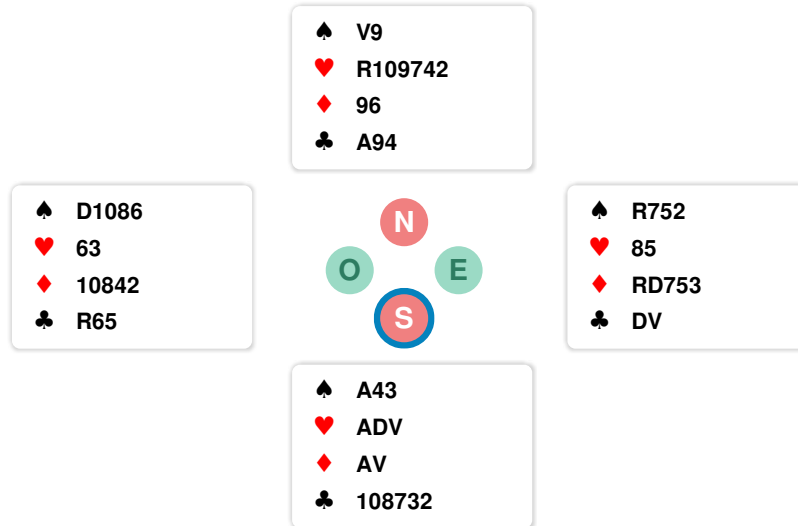 ♠ V9
♥ R109742
♦ 96
♣ A94
♠ D1086
♥ 63
♦ 10842
♣ R65
N
O E
S
♠ R752
♥ 85
♦ RD753
♣ DV
♠ A43
♥ ADV
♦ AV
♣ 108732